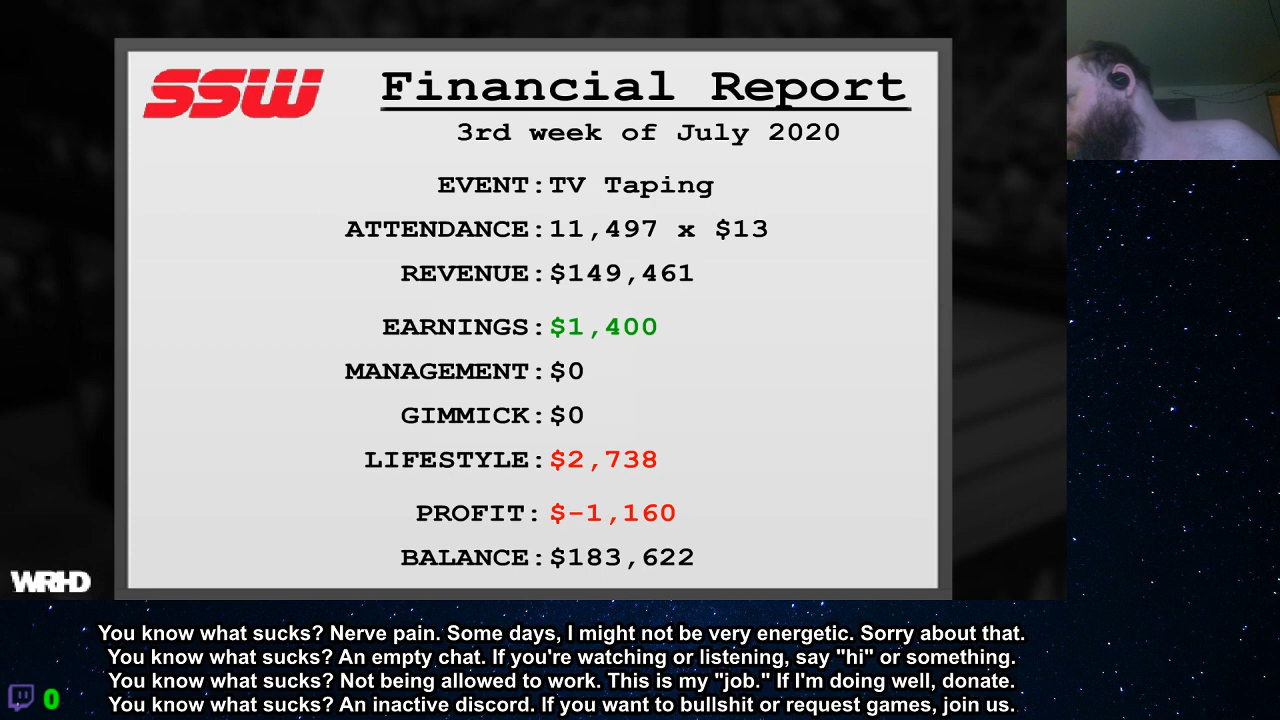 SSW
Financial Report
3rd week of July 2020
EVENT: TV Taping
ATTENDANCE: 11,497 x $13
REVENUE: $149,461
EARNINGS: $1,400
MANAGEMENT: $0
GIMMICK: $0
LIFESTYLE: $2,738
PROFIT: $-1,160
BALANCE: $183,622
WRHD
You know what sucks? Nerve pain. Some days, I might not be very energetic. Sorry about that.
You know what sucks? An empty chat. If you're watching or listening, say "hi" or something.
You know what sucks? Not being allowed to work. This is my "job." If I'm doing well, donate.
You know what sucks? An inactive discord. If you want to bullshit or request games, join us.
0